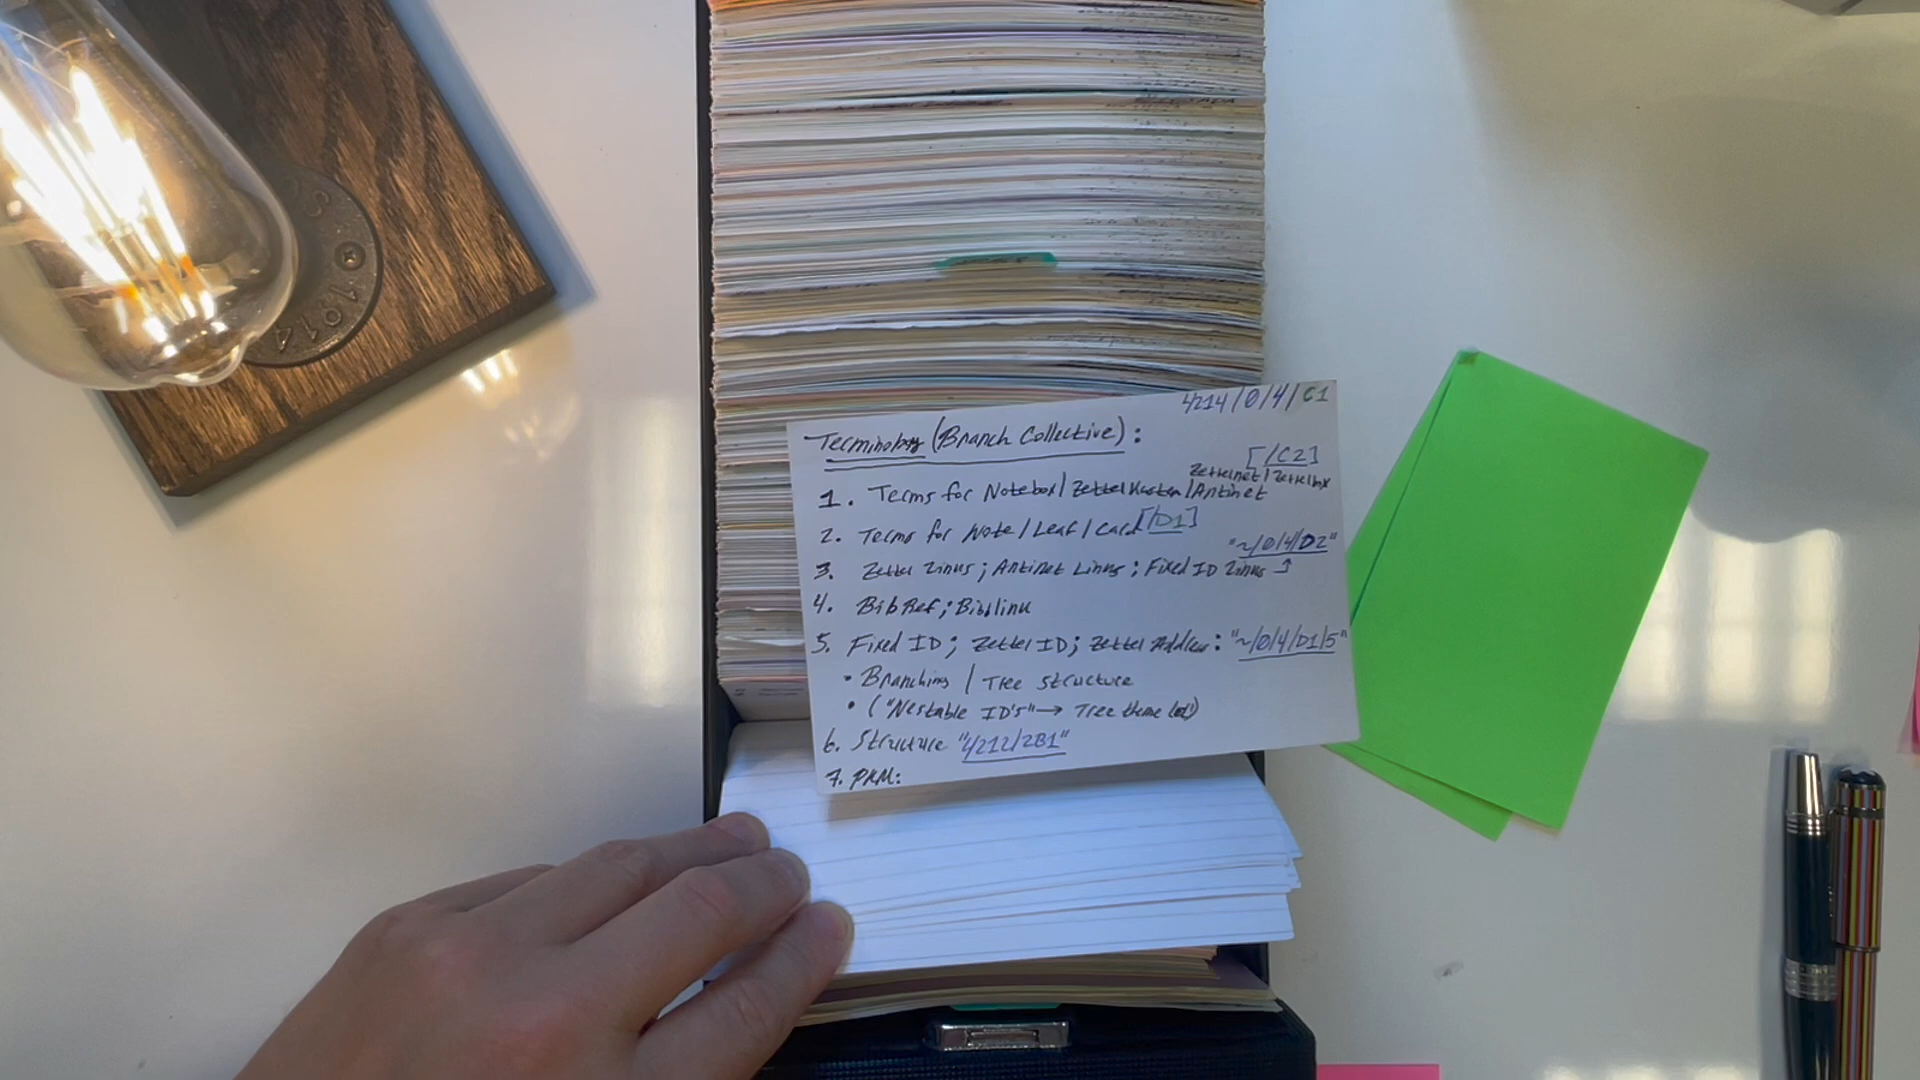 4214/0/4/C1
Terminology (Branch Collective):
[/C2]
Zettelnet/Zettelbox
1. Terms for Notebox/Zettelkasten/Antinet
2. Terms for Note/Leaf/Card [/D1]
"~/0/4/D2"
3. Zettel Links; Antinet Links; Fixed ID Links
4. BibRef; Biblink
5. Fixed ID; Zettel ID; Zettel Address: "~/0/4/D1/5"
• Branching / Tree structure
• ("Nestable ID's" → Tree theme
6. Structure "4212/2B1"
7. PKM:
1014